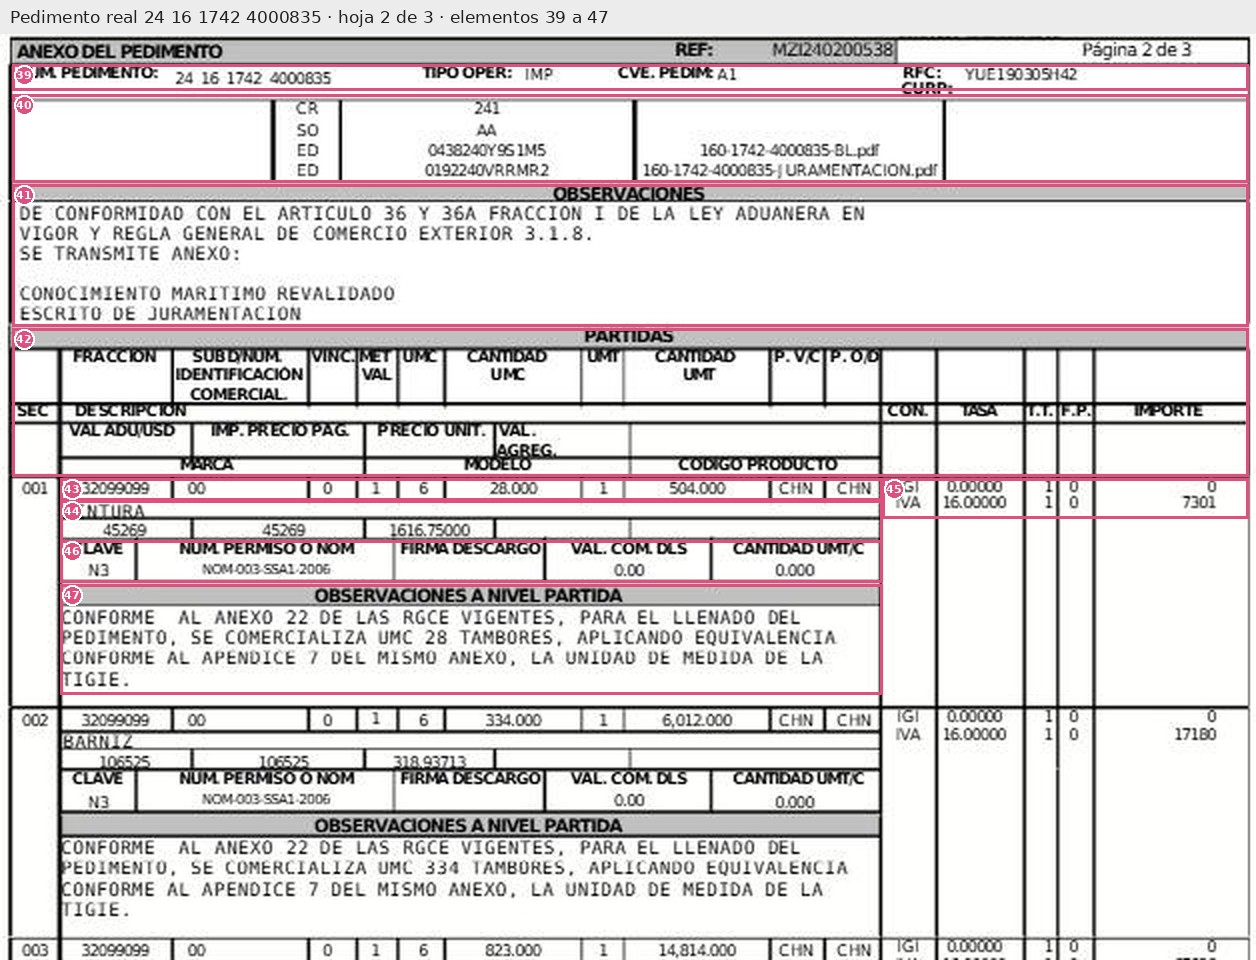 Pedimento real 24 16 1742 4000835 · hoja 2 de 3 · elementos 39 a 47
ANEXO DEL PEDIMENTO REF: MZI240200538 Página 2 de 3
39 NUM. PEDIMENTO: 24 16 1742 4000835 TIPO OPER: IMP CVE. PEDIM: A1 RFC: YUE190305H42
CURP:
40 CR 241
SO AA
ED 0438240Y9S1M5 160-1742-4000835-BL.pdf
ED 0192240VRRMR2 160-1742-4000835-JURAMENTACION.pdf
41 OBSERVACIONES
DE CONFORMIDAD CON EL ARTICULO 36 Y 36A FRACCION I DE LA LEY ADUANERA EN
VIGOR Y REGLA GENERAL DE COMERCIO EXTERIOR 3.1.8.
SE TRANSMITE ANEXO:
CONOCIMIENTO MARITIMO REVALIDADO
ESCRITO DE JURAMENTACION
42 PARTIDAS
FRACCION SUBD/NUM. VINC. MET UMC CANTIDAD UMT CANTIDAD P. V/C P. O/D
IDENTIFICACIÓN VAL UMC UMT
COMERCIAL.
SEC DESCRIPCION CON. TASA T.T. F.P. IMPORTE
VAL ADU/USD IMP. PRECIO PAG. PRECIO UNIT. VAL.
AGREG.
MARCA MODELO CODIGO PRODUCTO
001 43 32099099 00 0 1 6 28.000 1 504.000 CHN CHN 45 IGI 0.00000 1 0 0
IVA 16.00000 1 0 7301
44 NTURA
45269 45269 1616.75000
46 CLAVE NUM. PERMISO O NOM FIRMA DESCARGO VAL. COM. DLS CANTIDAD UMT/C
N3 NOM-003-SSA1-2006 0.00 0.000
47 OBSERVACIONES A NIVEL PARTIDA
CONFORME AL ANEXO 22 DE LAS RGCE VIGENTES, PARA EL LLENADO DEL
PEDIMENTO, SE COMERCIALIZA UMC 28 TAMBORES, APLICANDO EQUIVALENCIA
CONFORME AL APENDICE 7 DEL MISMO ANEXO, LA UNIDAD DE MEDIDA DE LA
TIGIE.
002 32099099 00 0 1 6 334.000 1 6,012.000 CHN CHN IGI 0.00000 1 0 0
IVA 16.00000 1 0 17180
BARNIZ
106525 106525 318.93713
CLAVE NUM. PERMISO O NOM FIRMA DESCARGO VAL. COM. DLS CANTIDAD UMT/C
N3 NOM-003-SSA1-2006 0.00 0.000
OBSERVACIONES A NIVEL PARTIDA
CONFORME AL ANEXO 22 DE LAS RGCE VIGENTES, PARA EL LLENADO DEL
PEDIMENTO, SE COMERCIALIZA UMC 334 TAMBORES, APLICANDO EQUIVALENCIA
CONFORME AL APENDICE 7 DEL MISMO ANEXO, LA UNIDAD DE MEDIDA DE LA
TIGIE.
003 32099099 00 0 1 6 823.000 1 14,814.000 CHN CHN IGI 0.00000 1 0 0